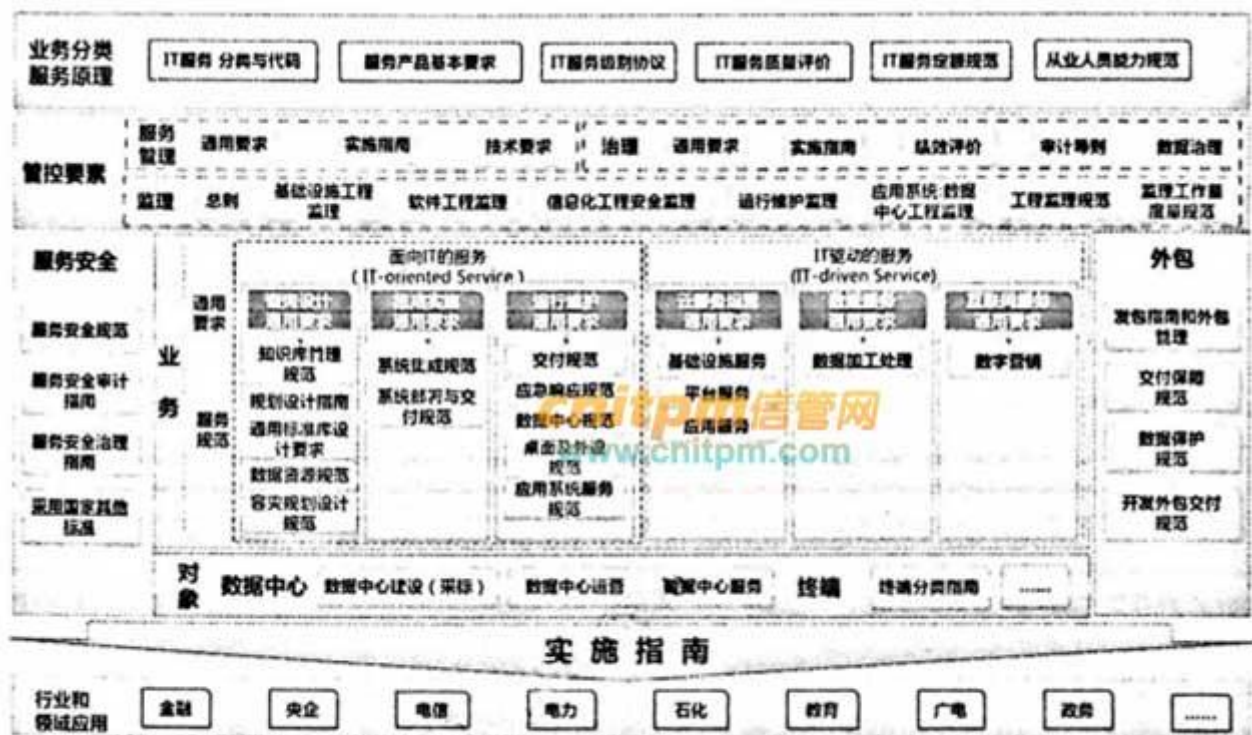 业务分类
服务原理
IT服务 分类与代码
服务产品基本要求
IT服务级别协议
IT服务质量评价
IT服务
规范
从业人员能力规范
管控要素
服务
管理
通用要求
实施指南
技术要求
治理
通用要求
实施指南
绩效评价
审计导则
数据治理
监理
总则
基础设施工程
监理
软件工程监理
信息化工程安全监理
运行维护监理
应用系统 数据
中心工程监理
工程监理规范
监理工作量
度量规范
服务安全
服务安全规范
服务安全审计
指南
服务安全治理
指南
采用国家其他
标准
业
务
通用
要求
服务
规范
面向IT的服务
( IT-oriented Service )
知识库管理
规范
规划设计指南
通用标准库设
计要求
数据资源规范
容灾规划设计
规范
系统集成规范
系统部署与交
付规范
交付规范
应急响应规范
数据中心规范
桌面及外设
规范
应用系统服务
规范
IT驱动的服务
(IT-driven Service)
基础设施服务
平台服务
应用服务
数据加工处理
数字营销
外包
发包指南和外包
管理
交付保障
规范
数据保护
规范
开发外包交付
规范
对
象
数据中心
数据中心建设（采标）
数据中心运营
数据中心服务
终端
终端分类指南
......
实施指南
行业和
领域应用
金融
央企
电信
电力
石化
教育
广电
政务
......
cnitpm信管网
www.cnitpm.com